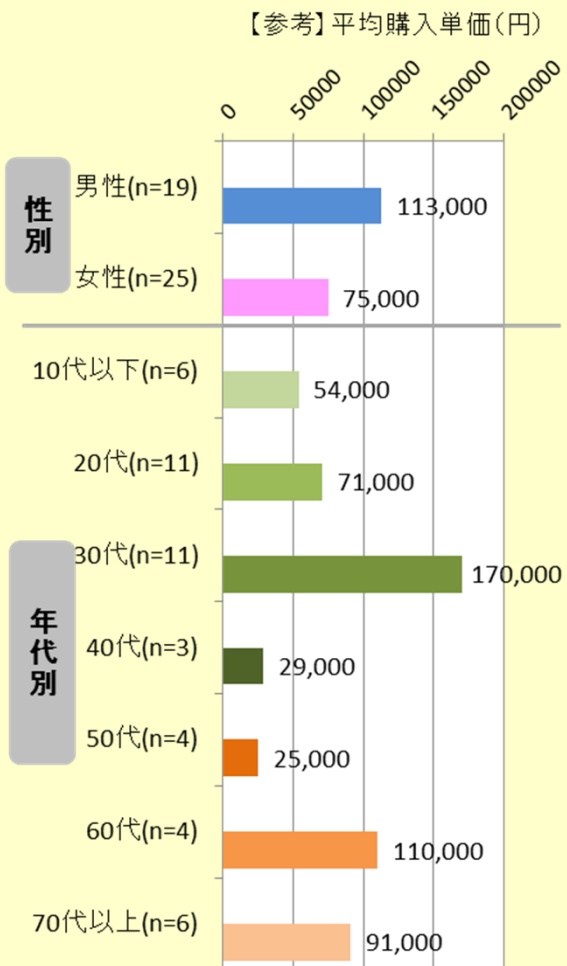 【参考】平均購入単価（円）
0
50000
100000
150000
200000
性別
男性(n=19)
113,000
女性(n=25)
75,000
年代別
10代以下(n=6)
54,000
20代(n=11)
71,000
30代(n=11)
170,000
40代(n=3)
29,000
50代(n=4)
25,000
60代(n=4)
110,000
70代以上(n=6)
91,000